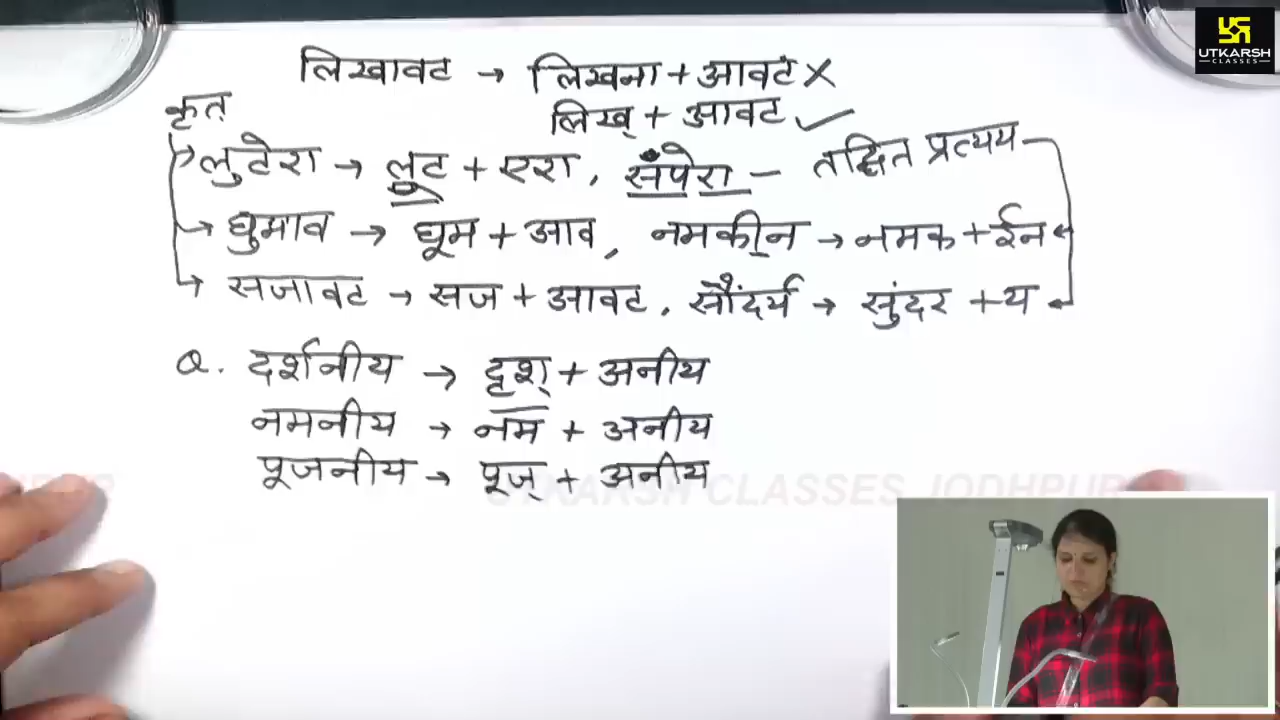 UTKARSH
CLASSES
लिखावट → लिखना + आवट ×
कृत्
लिख् + आवट ✓
लुटेरा → लूट + एरा, सँपेरा – तद्धित प्रत्यय
घुमाव → घूम + आव, नमकीन → नमक + ईन
सजावट → सज + आवट, सौंदर्य → सुंदर + य
Q. दर्शनीय → दृश् + अनीय
नमनीय → नम + अनीय
पूजनीय → पूज् + अनीय
UTKARSH CLASSES, JODHPUR